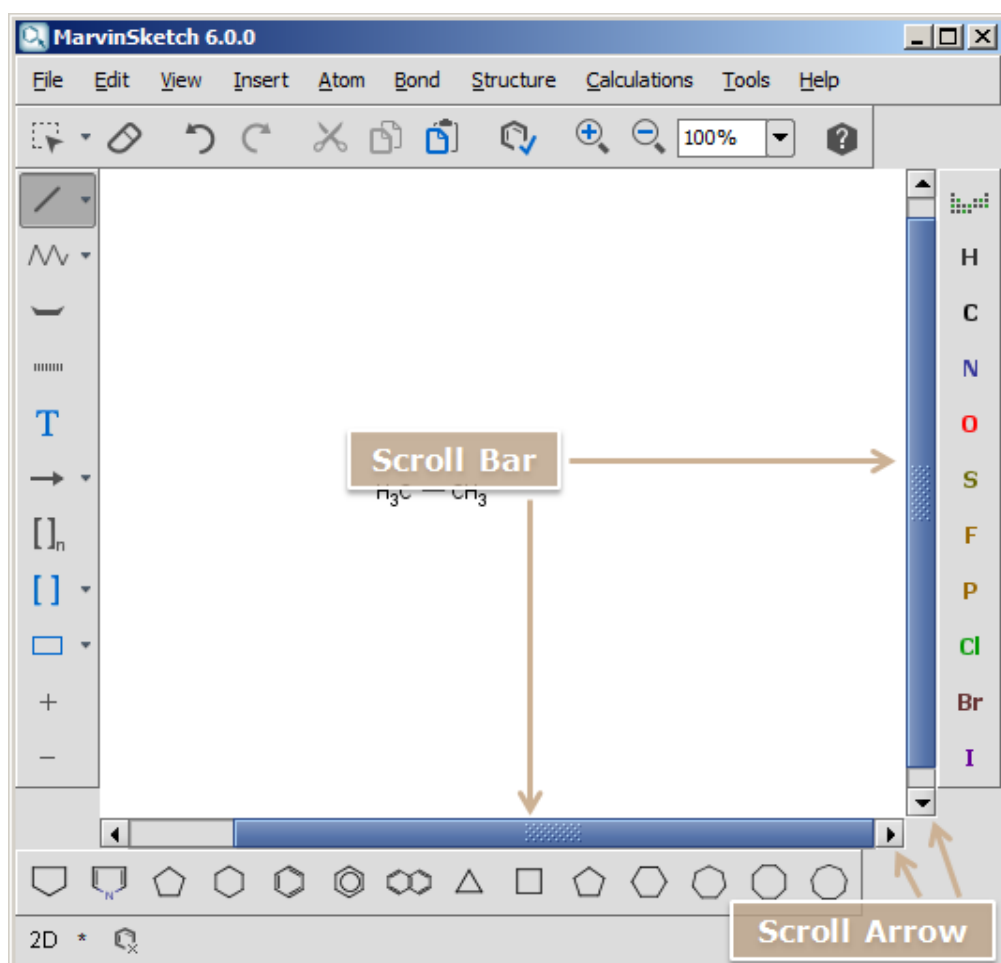 MarvinSketch 6.0.0
File Edit View Insert Atom Bond Structure Calculations Tools Help
100% ?
H
C
N
T
O
Scroll Bar
H3C — CH3
S
[ ]n
F
[ ]
P
Cl
+
Br
−
I
N
Scroll Arrow
2D *